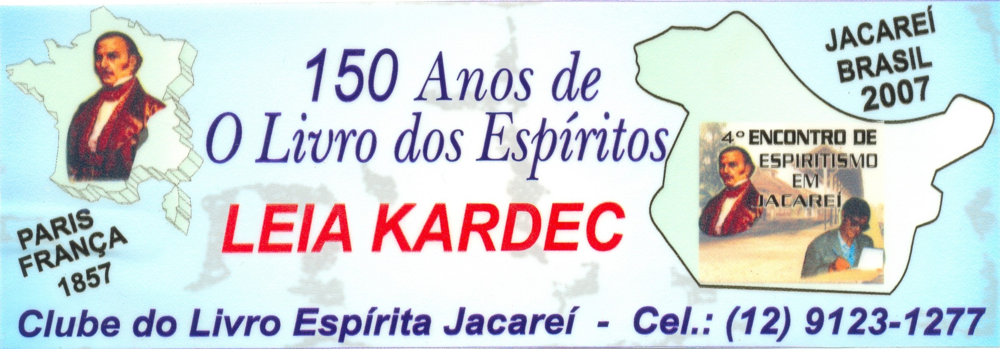 PARIS
FRANÇA
1857
150 Anos de
O Livro dos Espíritos
LEIA KARDEC
JACAREÍ
BRASIL
2007
4º ENCONTRO DE
ESPIRITISMO
EM
JACAREÍ
Clube do Livro Espírita Jacareí - Cel.: (12) 9123-1277